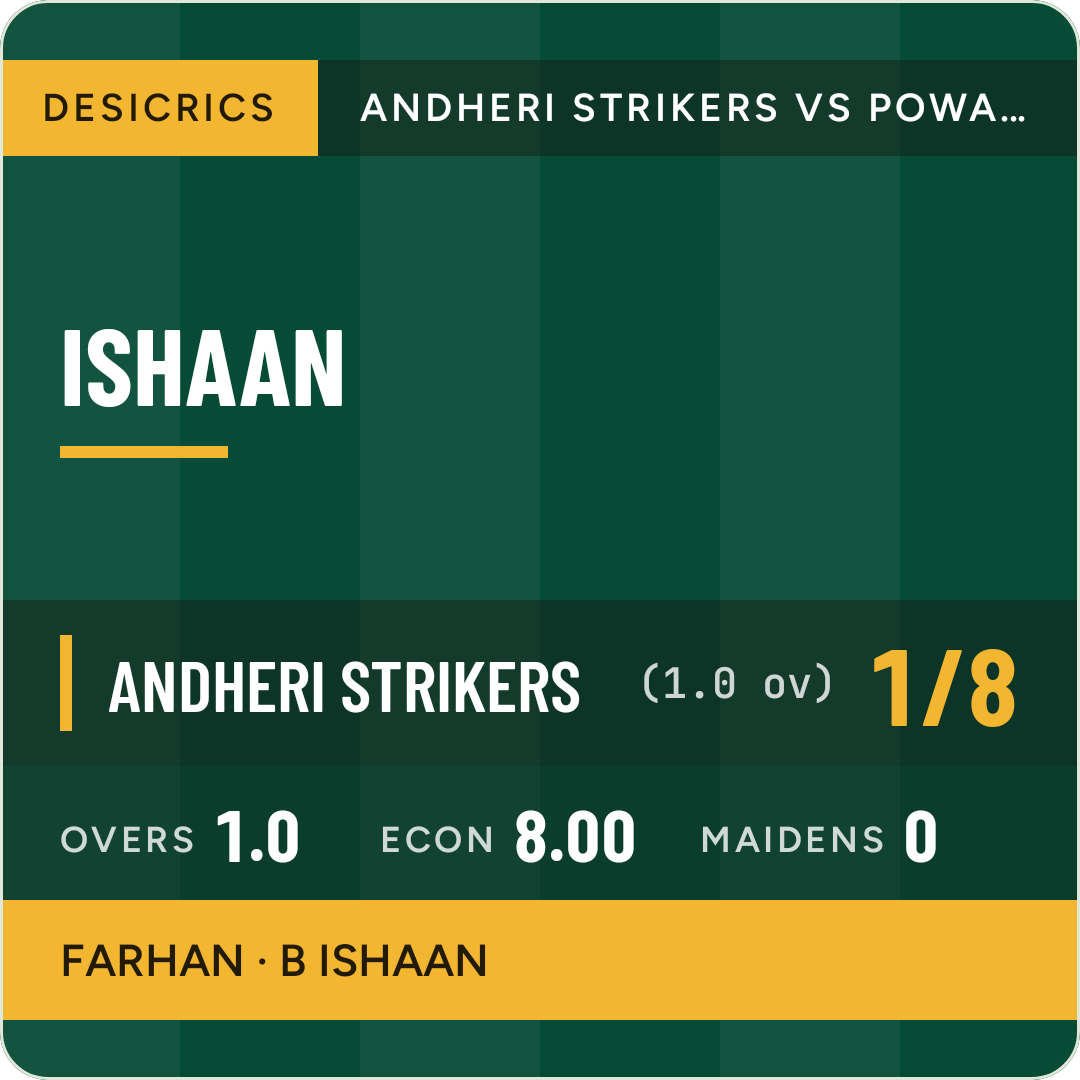 DESICRICS
ANDHERI STRIKERS VS POWA…
ISHAAN
ANDHERI STRIKERS (1.0 ov) 1/8
OVERS 1.0 ECON 8.00 MAIDENS 0
FARHAN · B ISHAAN